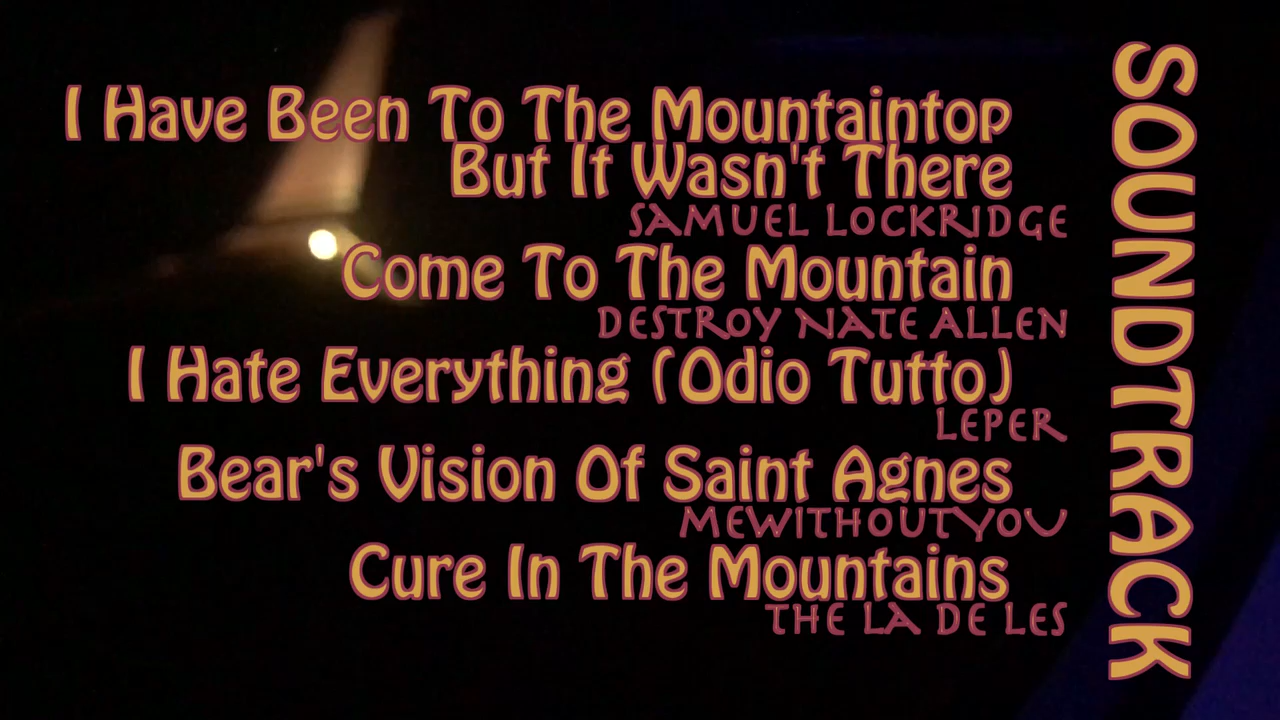 I Have Been To The Mountaintop
But It Wasn't There
SAMUEL LOCKRIDGE
Come To The Mountain
DESTROY NATE ALLEN
I Hate Everything (Odio Tutto)
LEPER
Bear's Vision Of Saint Agnes
MEWITHOUTYOU
Cure In The Mountains
THE LA DE LES
SOUNDTRACK